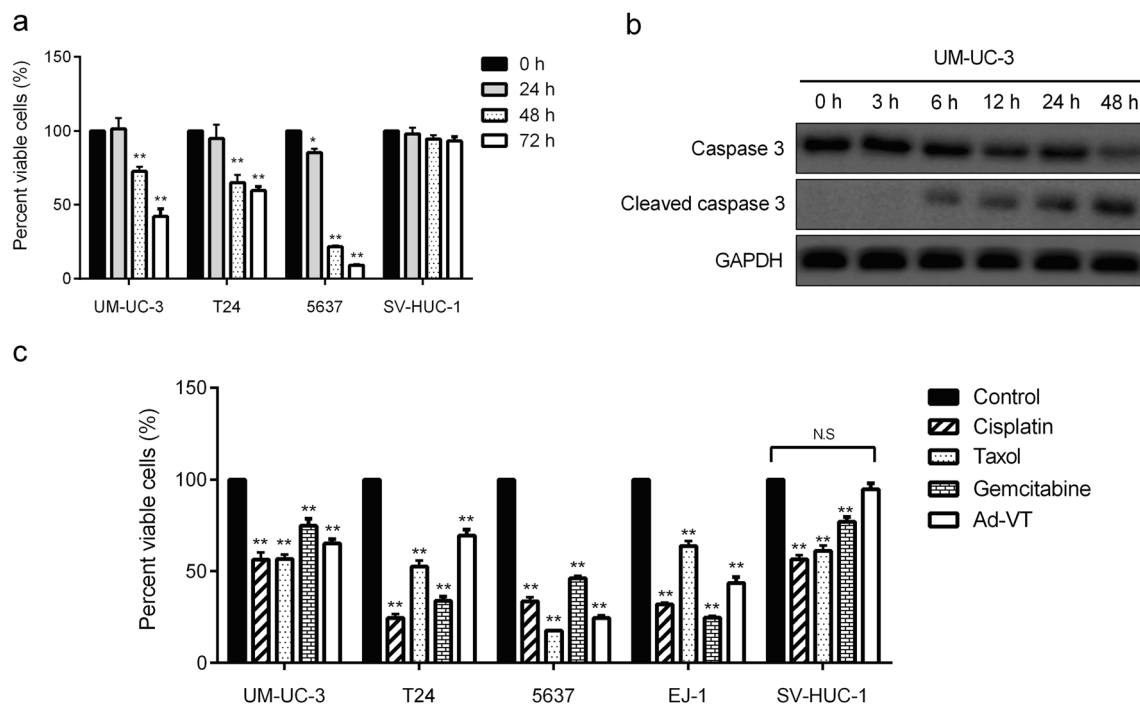 a
Percent viable cells (%)
150
100
50
0
*
**
**
**
**
**
**
**
UM-UC-3
T24
5637
SV-HUC-1
0 h
24 h
48 h
72 h
b
UM-UC-3
0 h 3 h 6 h 12 h 24 h 48 h
Caspase 3
Cleaved caspase 3
GAPDH
c
Percent viable cells (%)
150
100
50
0
** ** ** **
** ** ** **
** ** ** **
** ** ** **
** ** **
N.S
UM-UC-3
T24
5637
EJ-1
SV-HUC-1
Control
Cisplatin
Taxol
Gemcitabine
Ad-VT